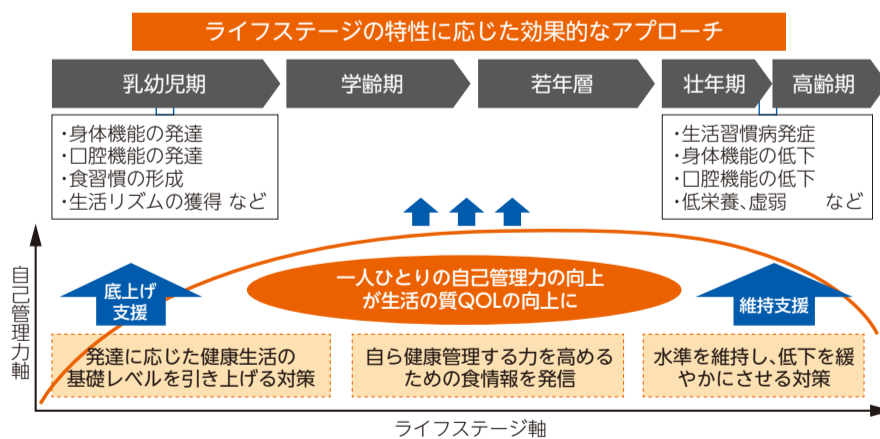 ライフステージの特性に応じた効果的なアプローチ
乳幼児期
学齢期
若年層
壮年期
高齢期
・身体機能の発達
・口腔機能の発達
・食習慣の形成
・生活リズムの獲得 など
・生活習慣病発症
・身体機能の低下
・口腔機能の低下
・低栄養、虚弱 など
自己管理力軸
底上げ
支援
一人ひとりの自己管理力の向上
が生活の質QOLの向上に
維持支援
発達に応じた健康生活の
基礎レベルを引き上げる対策
自ら健康管理する力を高める
ための食情報を発信
水準を維持し、低下を緩
やかにさせる対策
ライフステージ軸